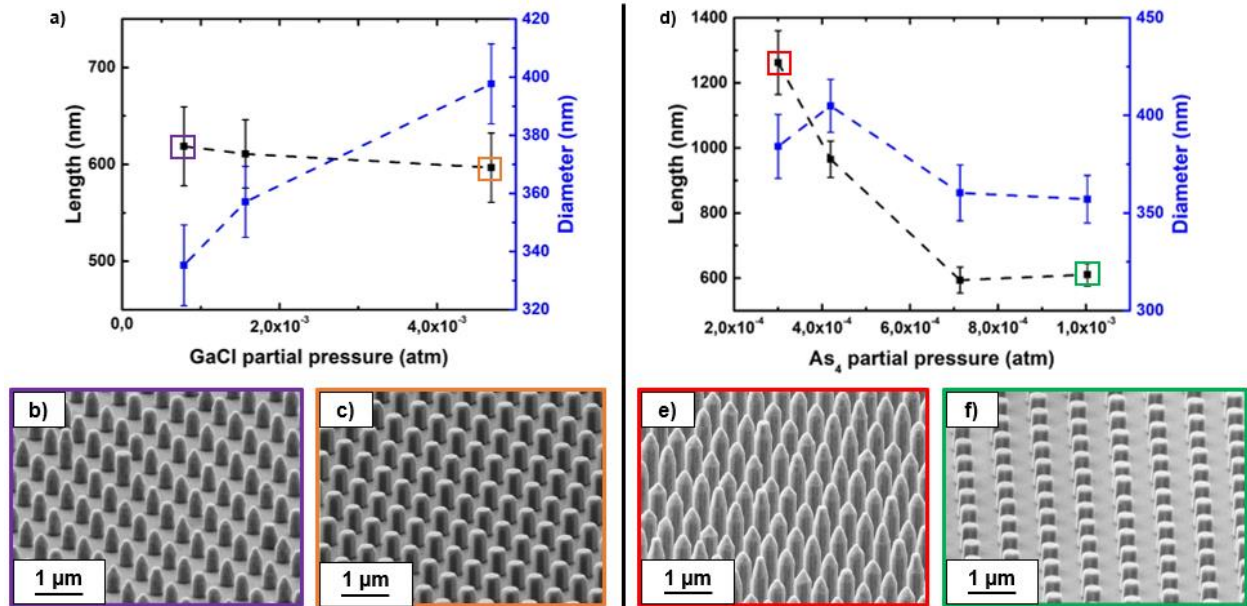 a)
750
600
500
Length (nm)
0,0
2,0x10⁻³
4,0x10⁻³
GaCl partial pressure (atm)
420
400
380
360
340
320
Diameter (nm)
d)
1400
1200
1000
800
600
Length (nm)
2,0x10⁻⁴
4,0x10⁻⁴
6,0x10⁻⁴
8,0x10⁻⁴
1,0x10⁻³
As₄ partial pressure (atm)
450
400
350
300
Diameter (nm)
b)
1 µm
c)
1 µm
e)
1 µm
f)
1 µm